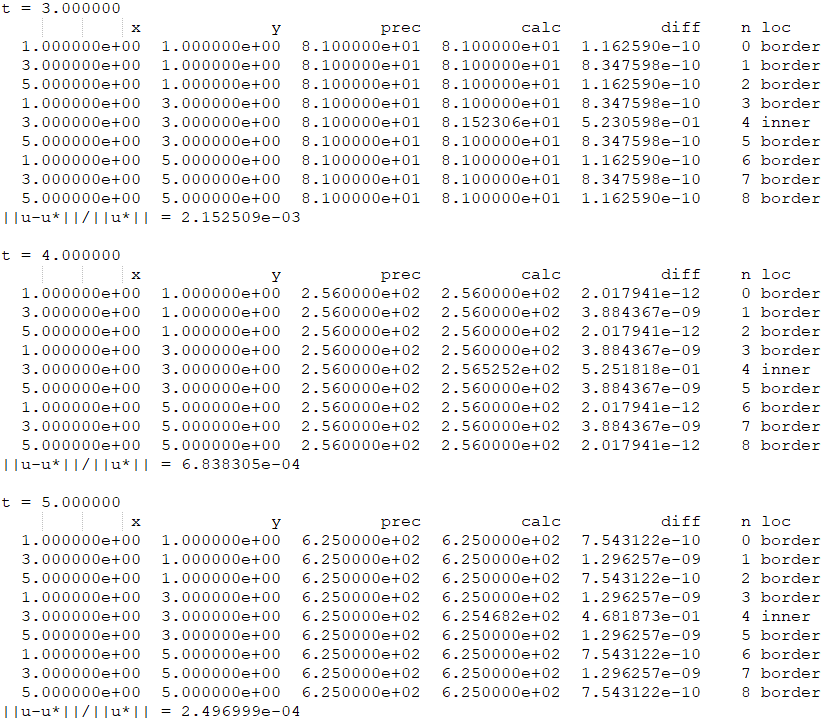 t = 3.000000
x y prec calc diff n loc
1.000000e+00 1.000000e+00 8.100000e+01 8.100000e+01 1.162590e-10 0 border
3.000000e+00 1.000000e+00 8.100000e+01 8.100000e+01 8.347598e-10 1 border
5.000000e+00 1.000000e+00 8.100000e+01 8.100000e+01 1.162590e-10 2 border
1.000000e+00 3.000000e+00 8.100000e+01 8.100000e+01 8.347598e-10 3 border
3.000000e+00 3.000000e+00 8.100000e+01 8.152306e+01 5.230598e-01 4 inner
5.000000e+00 3.000000e+00 8.100000e+01 8.100000e+01 8.347598e-10 5 border
1.000000e+00 5.000000e+00 8.100000e+01 8.100000e+01 1.162590e-10 6 border
3.000000e+00 5.000000e+00 8.100000e+01 8.100000e+01 8.347598e-10 7 border
5.000000e+00 5.000000e+00 8.100000e+01 8.100000e+01 1.162590e-10 8 border
||u-u*||/||u*|| = 2.152509e-03
t = 4.000000
x y prec calc diff n loc
1.000000e+00 1.000000e+00 2.560000e+02 2.560000e+02 2.017941e-12 0 border
3.000000e+00 1.000000e+00 2.560000e+02 2.560000e+02 3.884367e-09 1 border
5.000000e+00 1.000000e+00 2.560000e+02 2.560000e+02 2.017941e-12 2 border
1.000000e+00 3.000000e+00 2.560000e+02 2.560000e+02 3.884367e-09 3 border
3.000000e+00 3.000000e+00 2.560000e+02 2.565252e+02 5.251818e-01 4 inner
5.000000e+00 3.000000e+00 2.560000e+02 2.560000e+02 3.884367e-09 5 border
1.000000e+00 5.000000e+00 2.560000e+02 2.560000e+02 2.017941e-12 6 border
3.000000e+00 5.000000e+00 2.560000e+02 2.560000e+02 3.884367e-09 7 border
5.000000e+00 5.000000e+00 2.560000e+02 2.560000e+02 2.017941e-12 8 border
||u-u*||/||u*|| = 6.838305e-04
t = 5.000000
x y prec calc diff n loc
1.000000e+00 1.000000e+00 6.250000e+02 6.250000e+02 7.543122e-10 0 border
3.000000e+00 1.000000e+00 6.250000e+02 6.250000e+02 1.296257e-09 1 border
5.000000e+00 1.000000e+00 6.250000e+02 6.250000e+02 7.543122e-10 2 border
1.000000e+00 3.000000e+00 6.250000e+02 6.250000e+02 1.296257e-09 3 border
3.000000e+00 3.000000e+00 6.250000e+02 6.254682e+02 4.681873e-01 4 inner
5.000000e+00 3.000000e+00 6.250000e+02 6.250000e+02 1.296257e-09 5 border
1.000000e+00 5.000000e+00 6.250000e+02 6.250000e+02 7.543122e-10 6 border
3.000000e+00 5.000000e+00 6.250000e+02 6.250000e+02 1.296257e-09 7 border
5.000000e+00 5.000000e+00 6.250000e+02 6.250000e+02 7.543122e-10 8 border
||u-u*||/||u*|| = 2.496999e-04